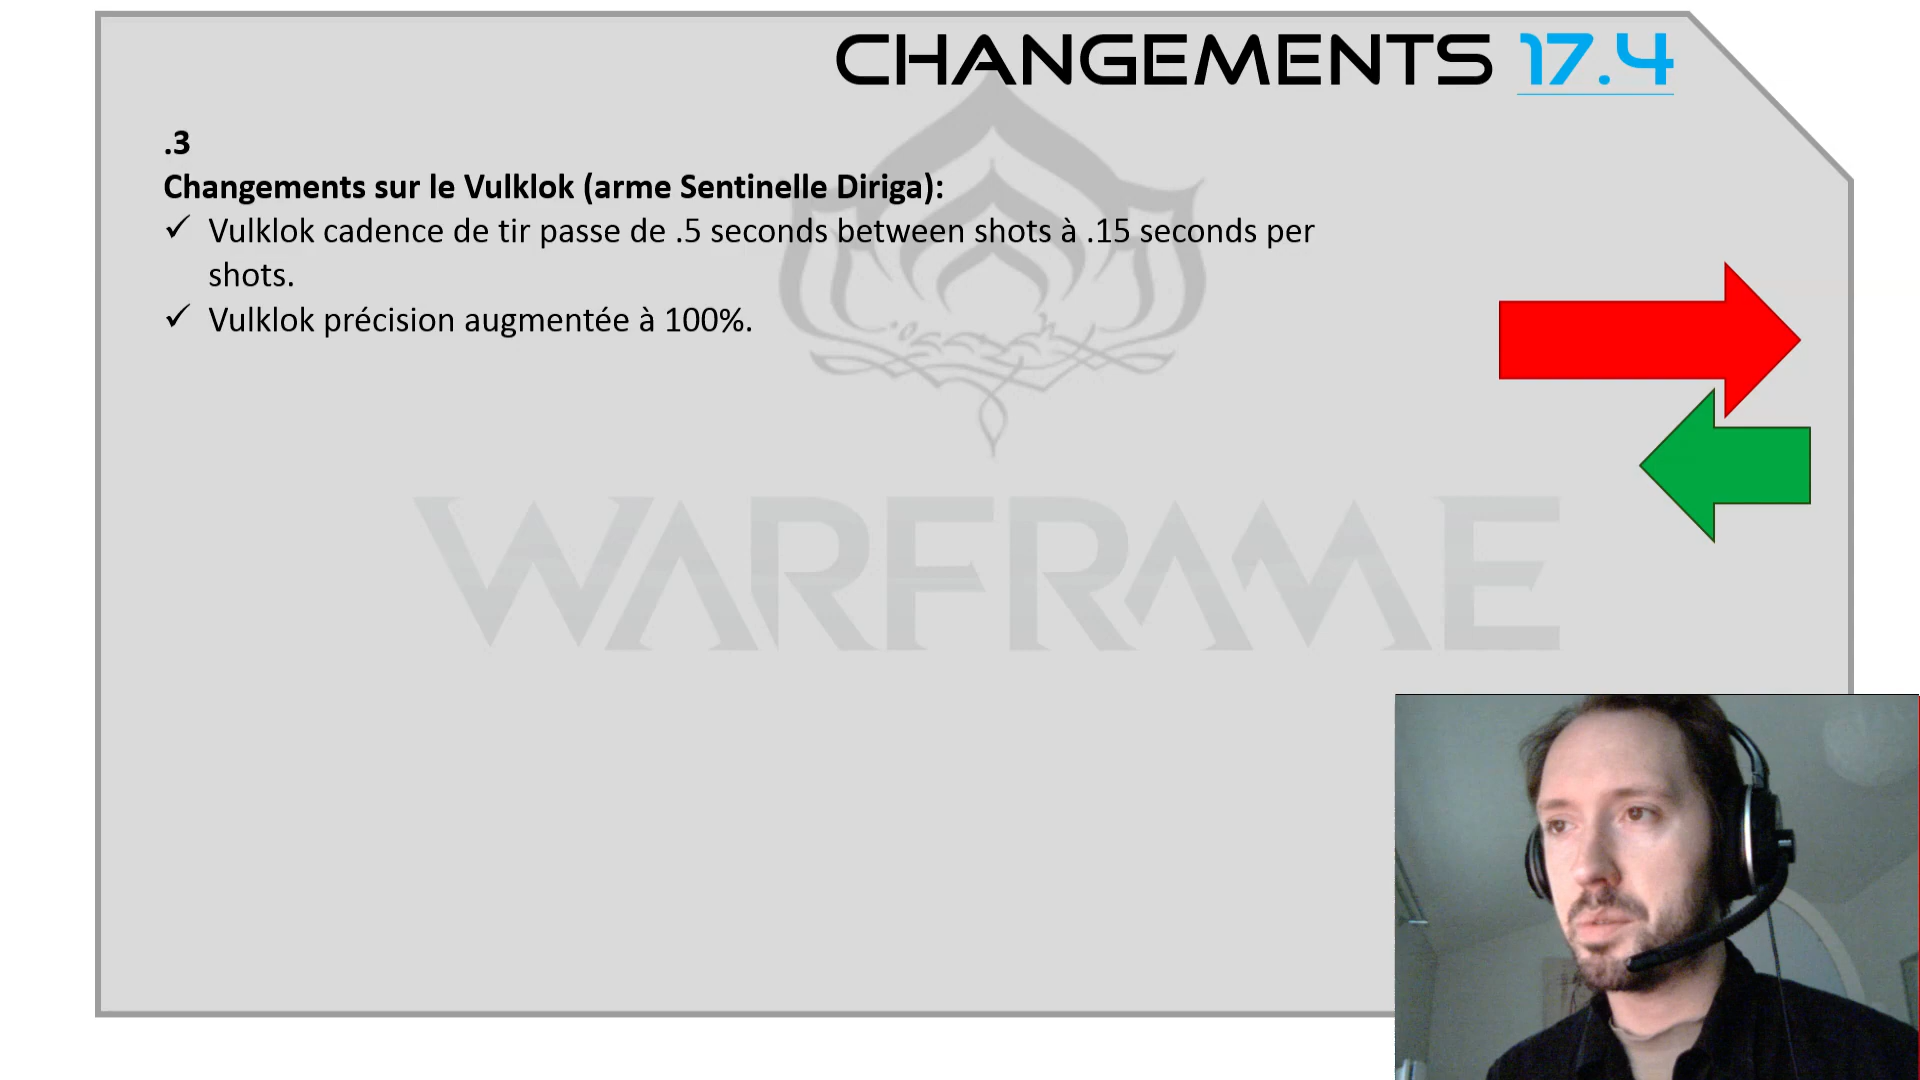 CHANGEMENTS 17.4
.3
Changements sur le Vulklok (arme Sentinelle Diriga):
✓ Vulklok cadence de tir passe de .5 seconds between shots à .15 seconds per
shots.
✓ Vulklok précision augmentée à 100%.
WARFRAME